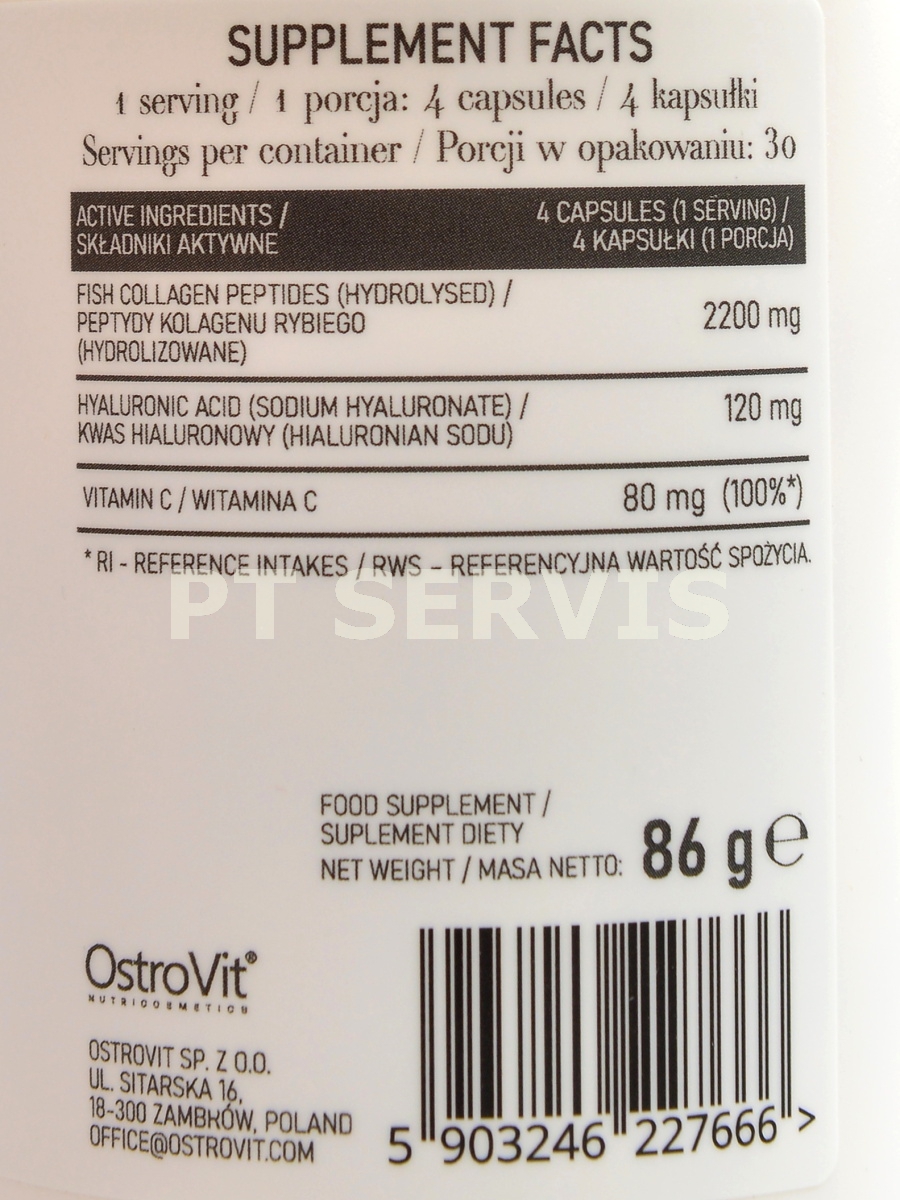 SUPPLEMENT FACTS
1 serving / 1 porcja: 4 capsules / 4 kapsułki
Servings per container / Porcji w opakowaniu: 30
ACTIVE INGREDIENTS /
SKŁADNIKI AKTYWNE
4 CAPSULES (1 SERVING) /
4 KAPSUŁKI (1 PORCJA)
FISH COLLAGEN PEPTIDES (HYDROLYSED) /
PEPTYDY KOLAGENU RYBIEGO
(HYDROLIZOWANE)
2200 mg
HYALURONIC ACID (SODIUM HYALURONATE) /
KWAS HIALURONOWY (HIALURONIAN SODU)
120 mg
VITAMIN C / WITAMINA C
80 mg (100%*)
* RI - REFERENCE INTAKES / RWS – REFERENCYJNA WARTOŚĆ SPOŻYCIA.
PT SERVIS
FOOD SUPPLEMENT /
SUPLEMENT DIETY
NET WEIGHT / MASA NETTO:
86 g e
OstroVit®
NUTRICOSMETICS
OSTROVIT SP. Z O.O.
UL. SITARSKA 16,
18-300 ZAMBRÓW, POLAND
OFFICE@OSTROVIT.COM
5 903246 227666 >